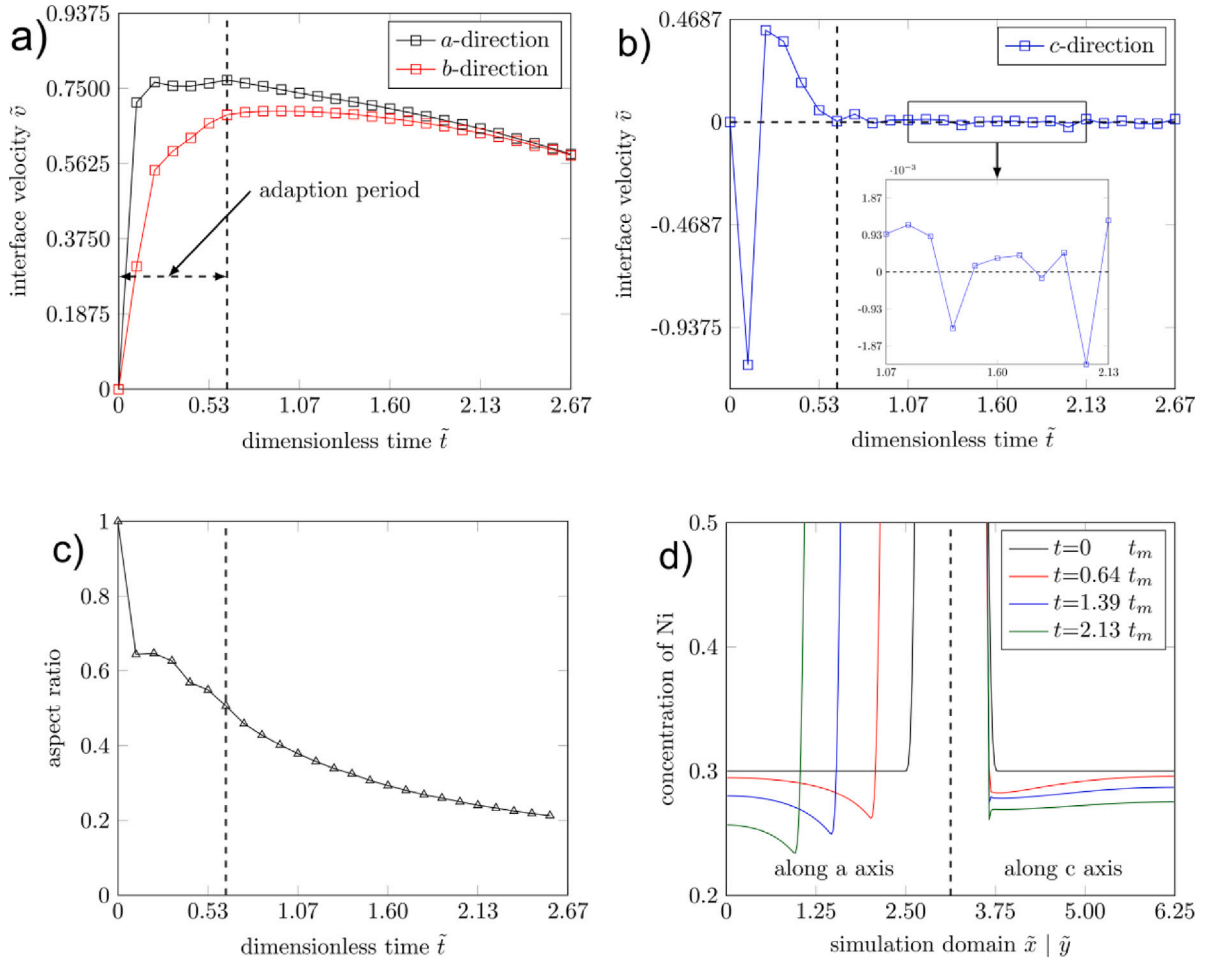 a)
0.9375
0.7500
0.5625
0.3750
0.1875
0
interface velocity ṽ
a-direction
b-direction
adaption period
0 0.53 1.07 1.60 2.13 2.67
dimensionless time t̃
b)
0.4687
0
-0.4687
-0.9375
interface velocity ṽ
c-direction
·10⁻³
1.87
0.93
0
-0.93
-1.87
1.07 1.60 2.13
0 0.53 1.07 1.60 2.13 2.67
dimensionless time t̃
c)
1
0.8
0.6
0.4
0.2
0
aspect ratio
0 0.53 1.07 1.60 2.13 2.67
dimensionless time t̃
d)
0.5
0.4
0.3
0.2
concentration of Ni
t=0 tₘ
t=0.64 tₘ
t=1.39 tₘ
t=2.13 tₘ
along a axis along c axis
0 1.25 2.50 3.75 5.00 6.25
simulation domain x̃ | ỹ